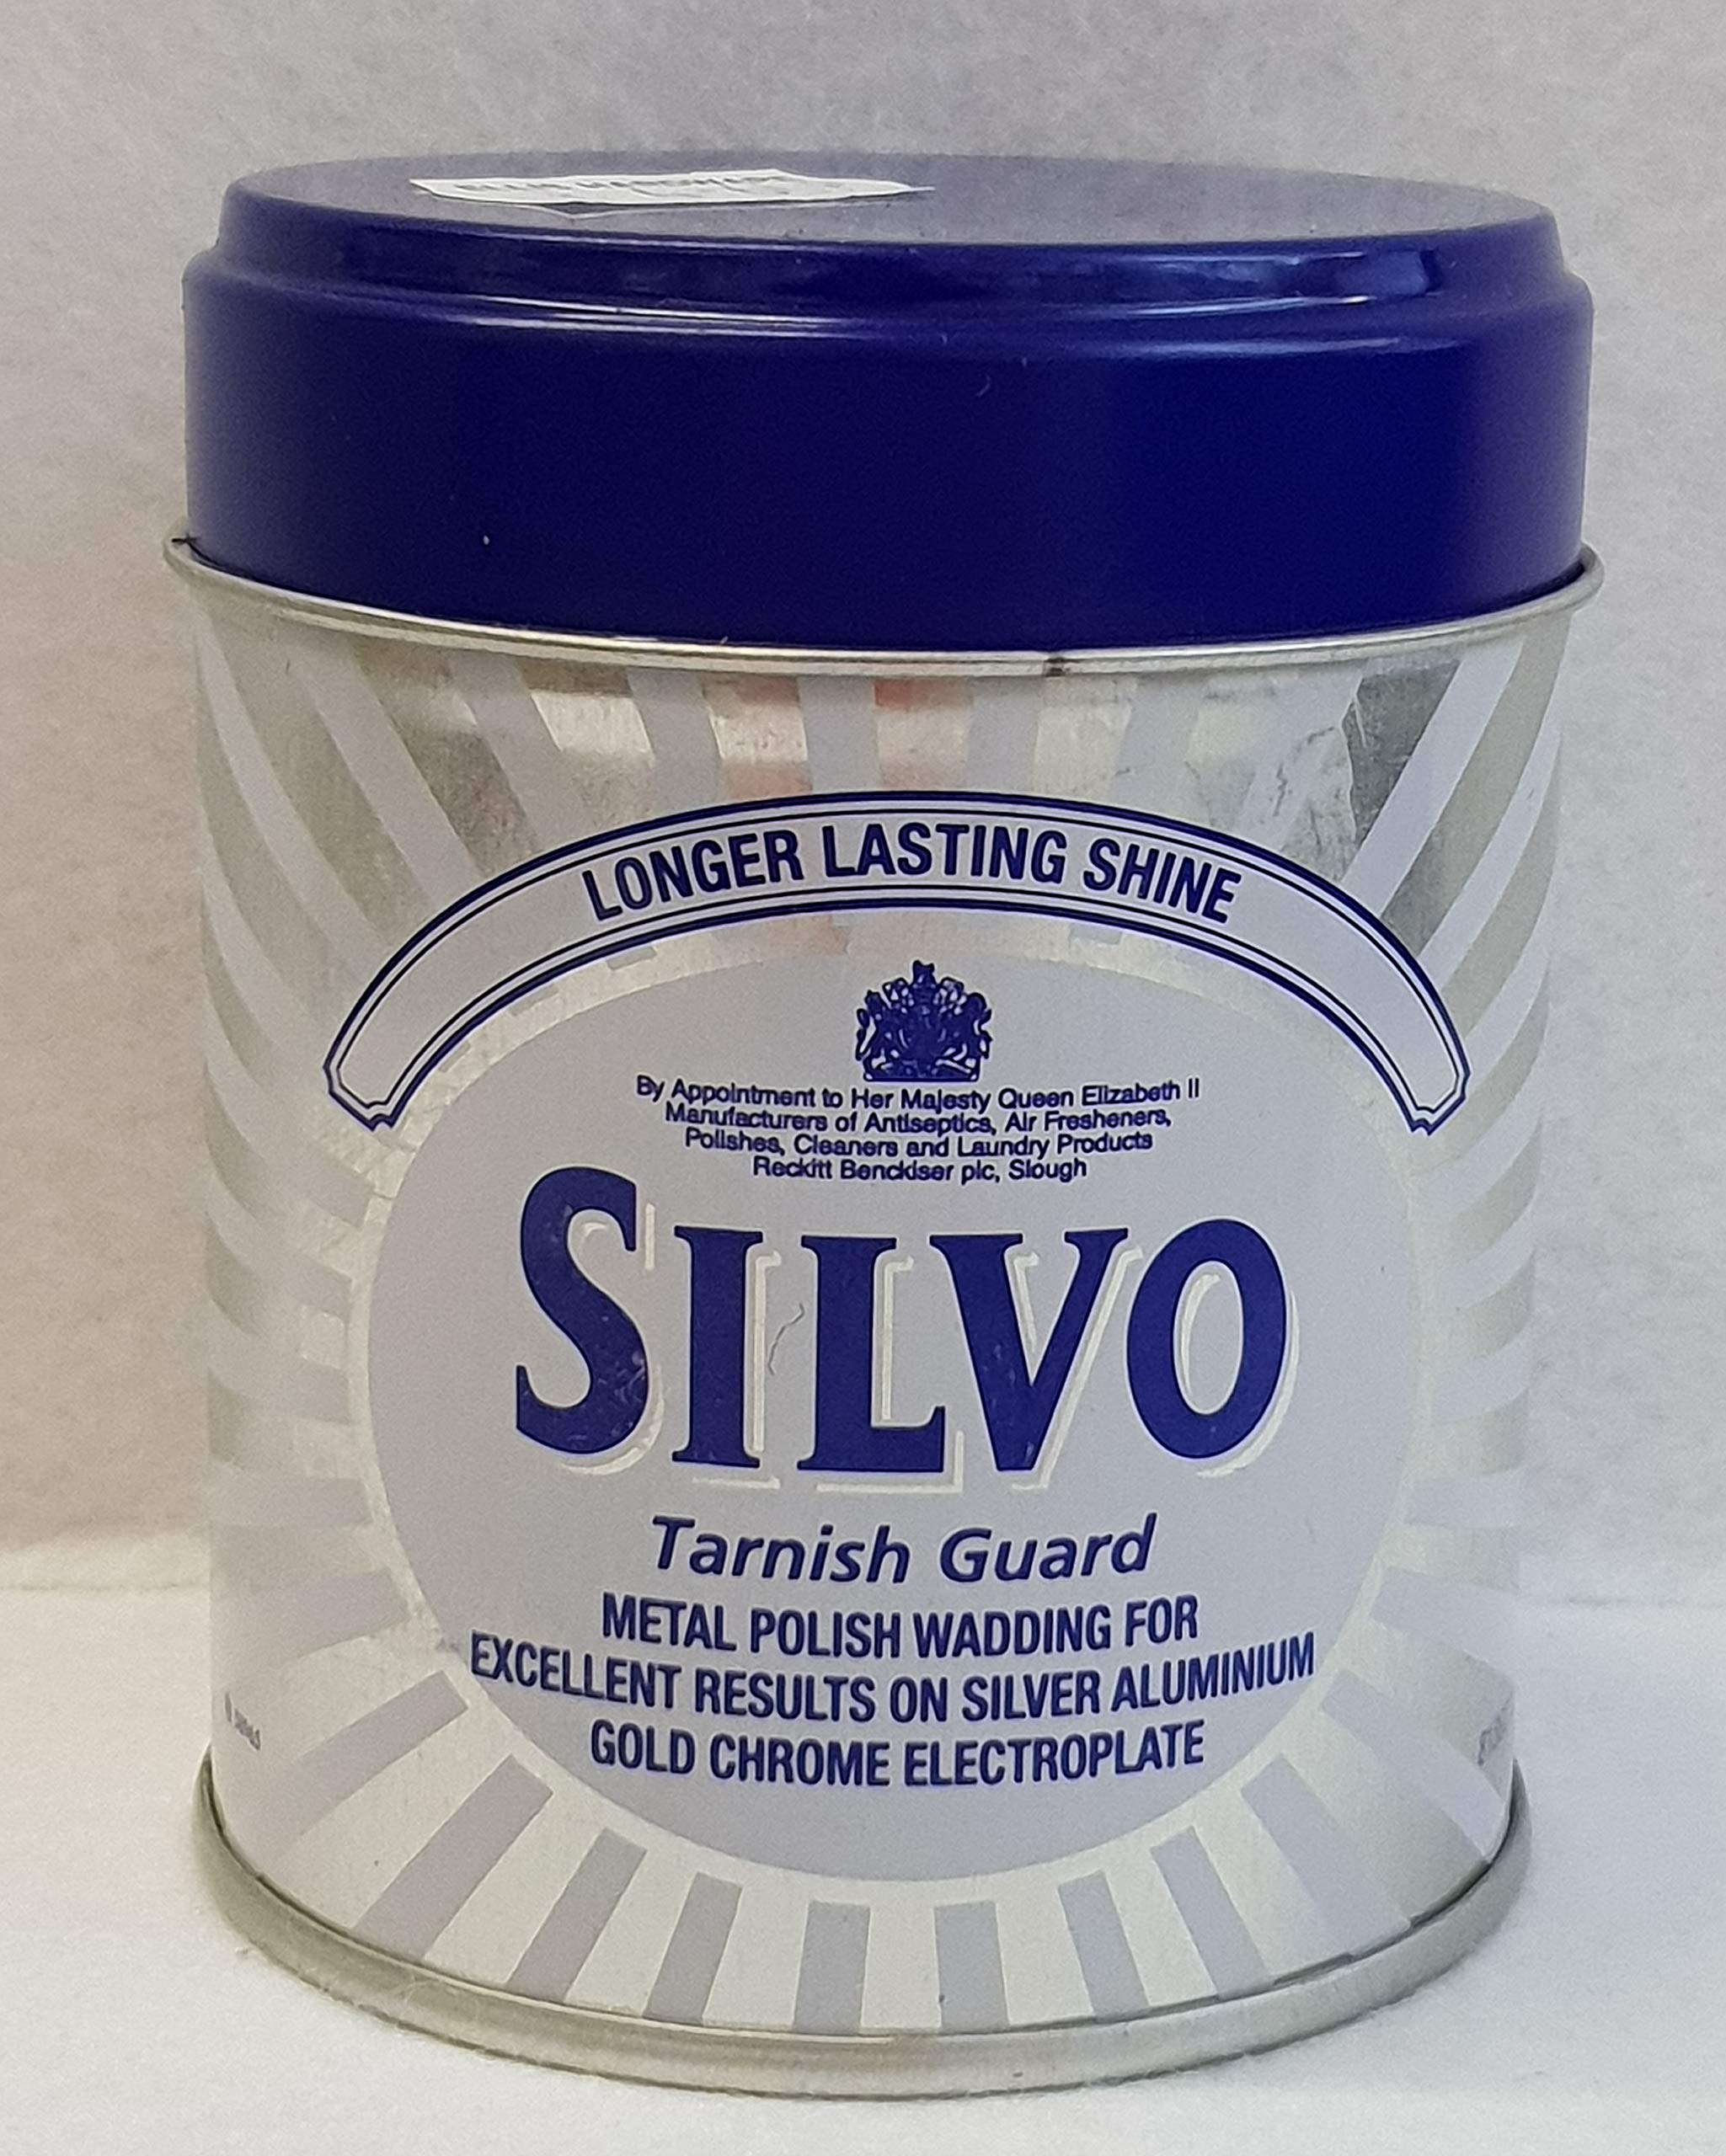 LONGER LASTING SHINE
By Appointment to Her Majesty Queen Elizabeth II
Manufacturers of Antiseptics, Air Fresheners,
Polishes, Cleaners and Laundry Products
Reckitt Benckiser plc, Slough
SILVO
Tarnish Guard
METAL POLISH WADDING FOR
EXCELLENT RESULTS ON SILVER ALUMINIUM
GOLD CHROME ELECTROPLATE